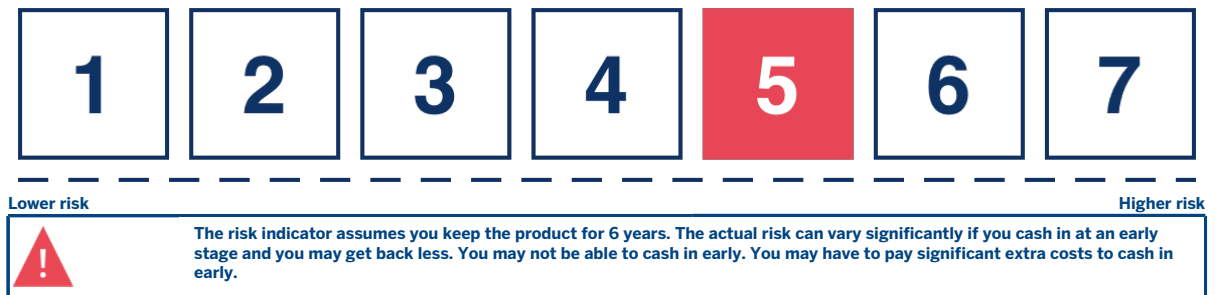 1 2 3 4 5 6 7
Lower risk Higher risk
!
The risk indicator assumes you keep the product for 6 years. The actual risk can vary significantly if you cash in at an early
stage and you may get back less. You may not be able to cash in early. You may have to pay significant extra costs to cash in
early.